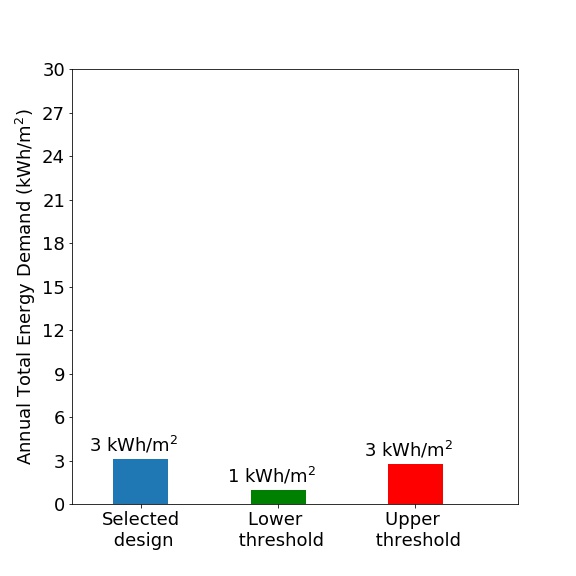 30
27
24
21
18
15
12
9
6
3
0
Annual Total Energy Demand (kWh/m²)
3 kWh/m²
1 kWh/m²
3 kWh/m²
Selected
design
Lower
threshold
Upper
threshold